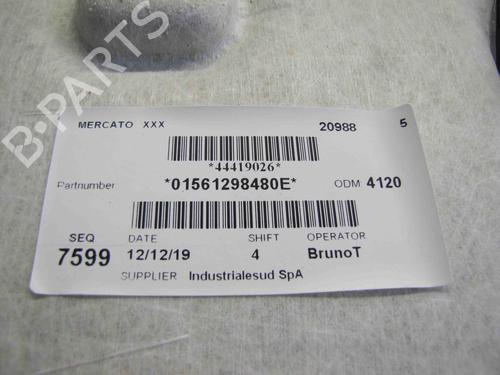 B-PARTS
MERCATO XXX 20988 5
*44419026*
Partnumber *01561298480E* ODM 4120
SEQ DATE SHIFT OPERATOR
7599 12/12/19 4 BrunoT
SUPPLIER Industrialesud SpA